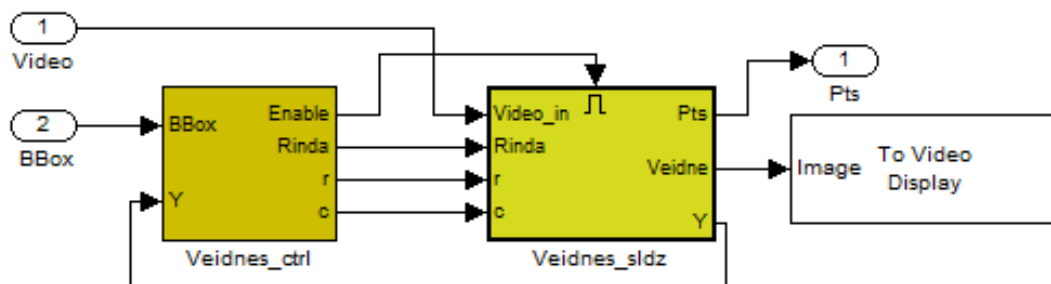 1
Video
2
BBox
BBox
Y
Enable
Rinda
r
c
Veidnes_ctrl
Video_in
Rinda
r
c
Pts
Veidne
Y
Veidnes_sldz
1
Pts
Image
To Video
Display